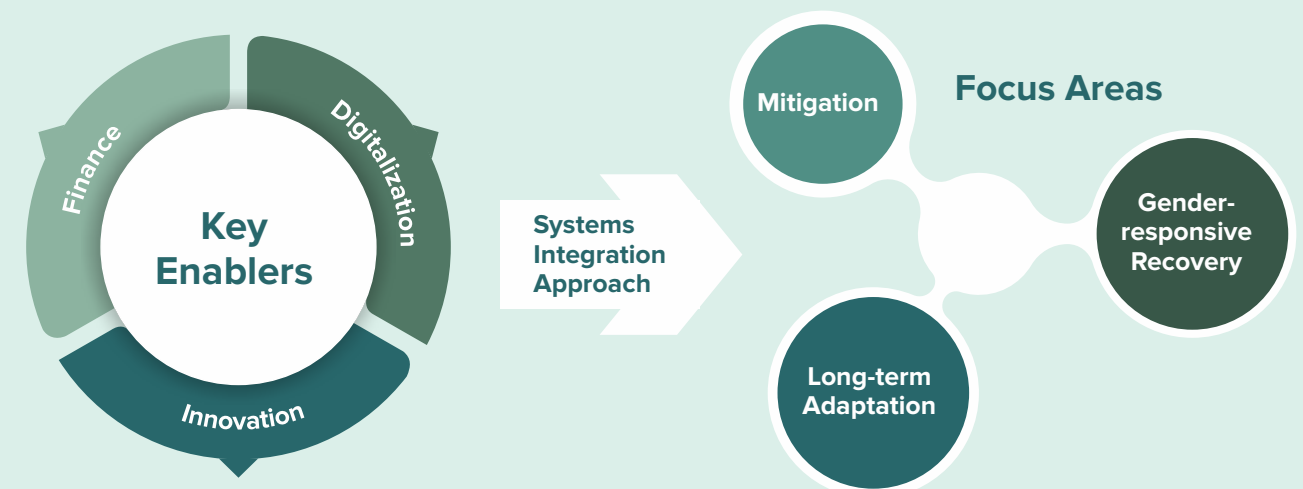 Finance
Digitalization
Key
Enablers
Innovation
Systems
Integration
Approach
Focus Areas
Mitigation
Gender-
responsive
Recovery
Long-term
Adaptation